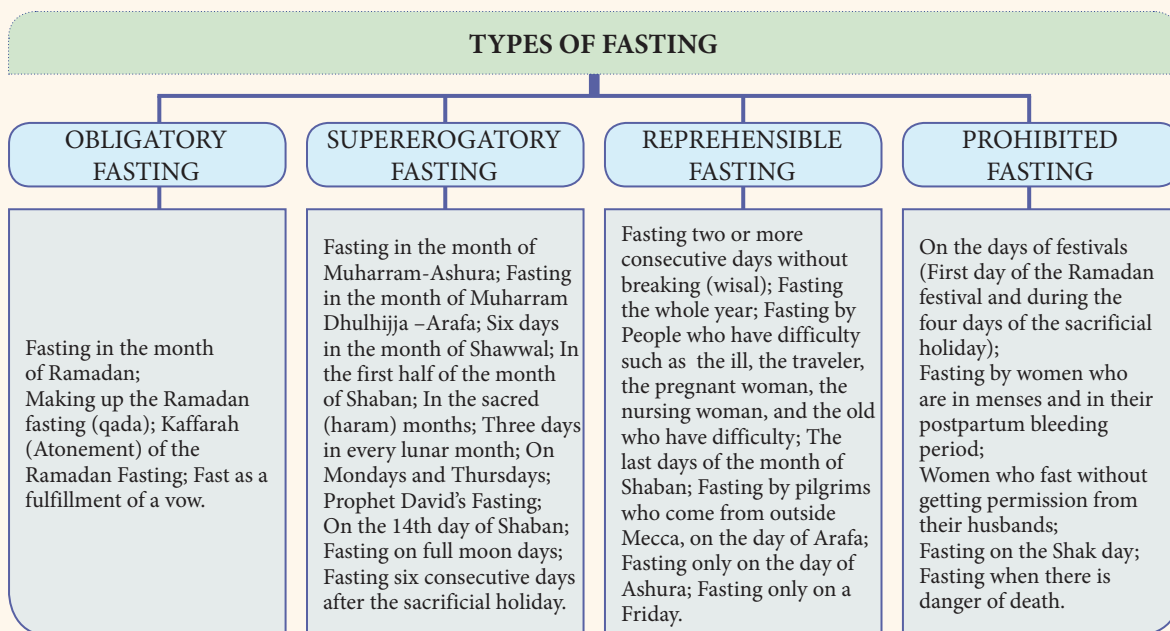 TYPES OF FASTING
OBLIGATORY
FASTING
Fasting in the month
of Ramadan;
Making up the Ramadan
fasting (qada); Kaffarah
(Atonement) of the
Ramadan Fasting; Fast as a
fulfillment of a vow.
SUPEREROGATORY
FASTING
Fasting in the month of
Muharram-Ashura; Fasting
in the month of Muharram
Dhulhijja –Arafa; Six days
in the month of Shawwal; In
the first half of the month
of Shaban; In the sacred
(haram) months; Three days
in every lunar month; On
Mondays and Thursdays;
Prophet David’s Fasting;
On the 14th day of Shaban;
Fasting on full moon days;
Fasting six consecutive days
after the sacrificial holiday.
REPREHENSIBLE
FASTING
Fasting two or more
consecutive days without
breaking (wisal); Fasting
the whole year; Fasting by
People who have difficulty
such as the ill, the traveler,
the pregnant woman, the
nursing woman, and the old
who have difficulty; The
last days of the month of
Shaban; Fasting by pilgrims
who come from outside
Mecca, on the day of Arafa;
Fasting only on the day of
Ashura; Fasting only on a
Friday.
PROHIBITED
FASTING
On the days of festivals
(First day of the Ramadan
festival and during the
four days of the sacrificial
holiday);
Fasting by women who
are in menses and in their
postpartum bleeding
period;
Women who fast without
getting permission from
their husbands;
Fasting on the Shak day;
Fasting when there is
danger of death.